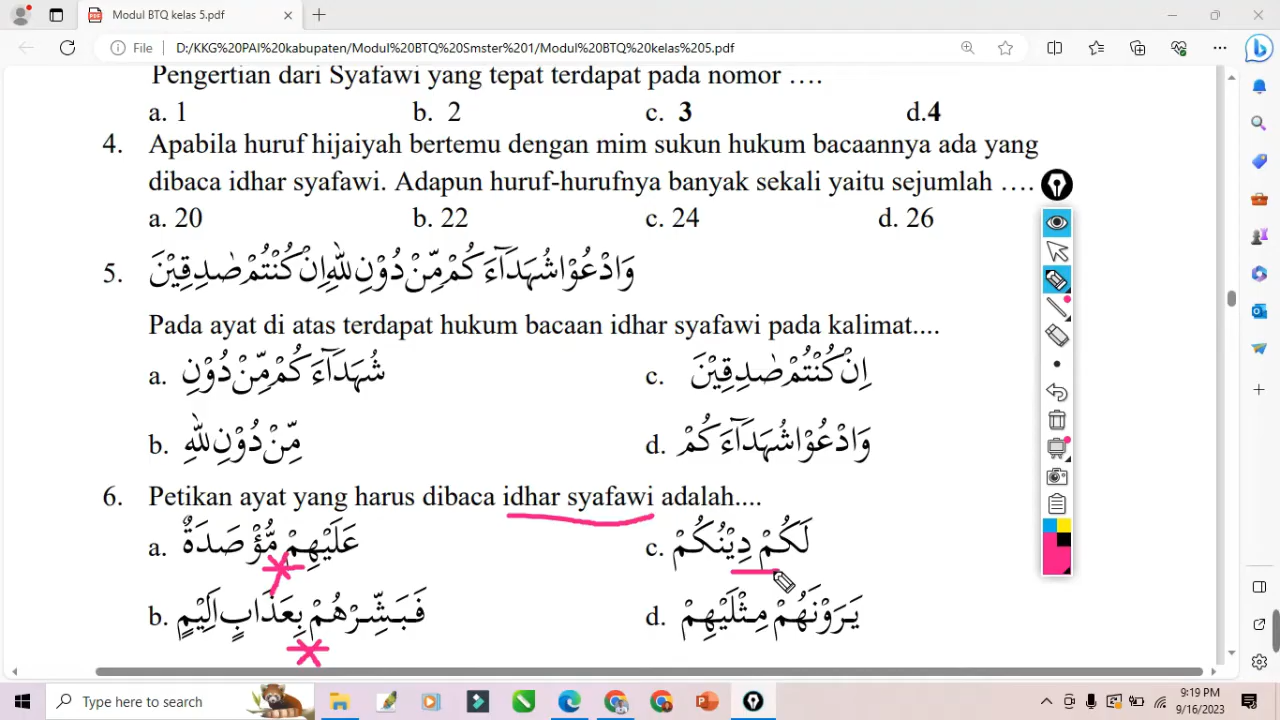 Modul BTQ kelas 5.pdf
File D:/KKG%20PAI%20kabupaten/Modul%20BTQ%20Smster%201/Modul%20BTQ%20kelas%205.pdf
Pengertian dari Syafawi yang tepat terdapat pada nomor ….
a. 1 b. 2 c. 3 d.4
4. Apabila huruf hijaiyah bertemu dengan mim sukun hukum bacaannya ada yang
dibaca idhar syafawi. Adapun huruf-hurufnya banyak sekali yaitu sejumlah ….
a. 20 b. 22 c. 24 d. 26
5. وَادْعُوْاشُهَدَآءَكُمْ مِّنْ دُوْنِ للهِ اِنْ كُنْتُمْ صٰدِقِيْنَ
Pada ayat di atas terdapat hukum bacaan idhar syafawi pada kalimat....
a. شُهَدَآءَ كُمْ مِّنْ دُوْنِ c. اِنْ كُنْتُمْ صٰدِقِيْنَ
b. مِّنْ دُوْنِ للهِ d. وَادْعُوْاشُهَدَآءَ كُمْ
6. Petikan ayat yang harus dibaca idhar syafawi adalah....
a. عَلَيْهِمْ مُّؤْ صَدَةٌ c. لَكُمْ دِيْنُكُمْ
b. فَبَشِّرْهُمْ بِعَذَابٍ اَلِيْمٍ d. يَرَوْنَهُمْ مِثْلَيْهِمْ
Type here to search
9:19 PM
9/16/2023